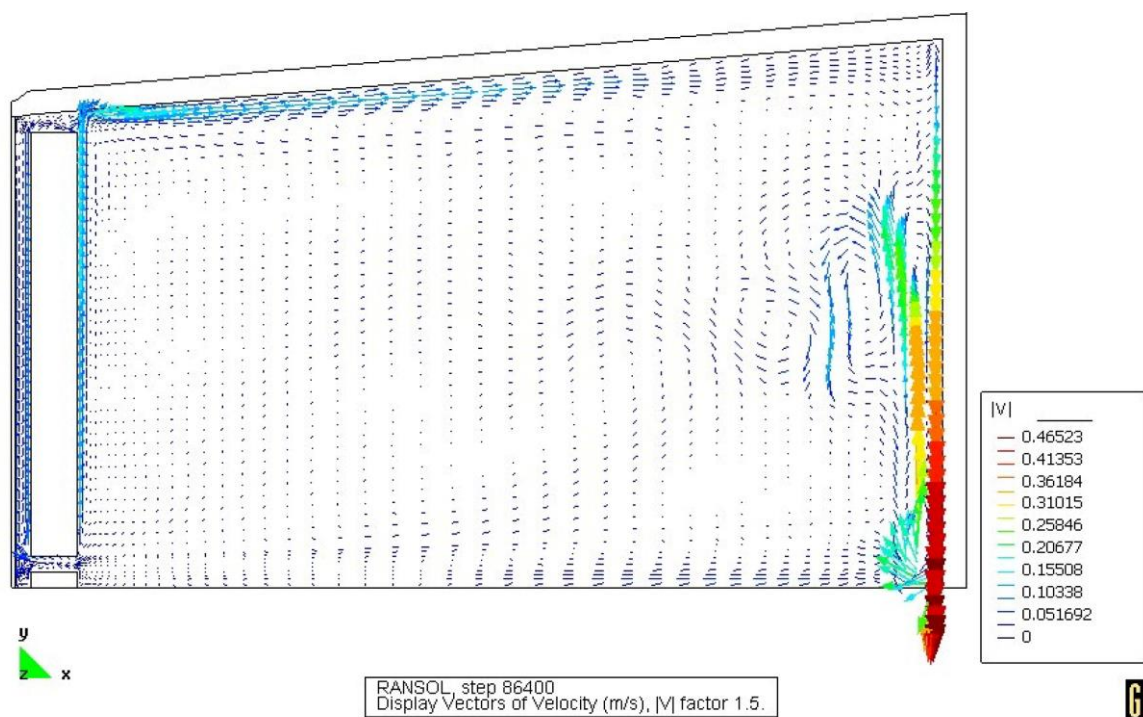 |V|
0.46523
0.41353
0.36184
0.31015
0.25846
0.20677
0.15508
0.10338
0.051692
0
y
z x
RANSOL, step 86400
Display Vectors of Velocity (m/s), |V| factor 1.5.
G